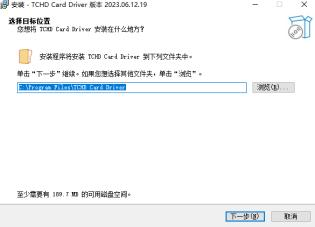 安装 - TCHD Card Driver 版本 2023.06.12.19
选择目标位置
您想将 TCHD Card Driver 安装在什么地方?
安装程序将安装 TCHD Card Driver 到下列文件夹中。
单击“下一步”继续。如果您想选择其他文件夹,单击“浏览”。
:\Program Files\TCHD Card Driver
浏览(R)...
至少需要有 189.7 MB 的可用磁盘空间。
下一步(N)
取消